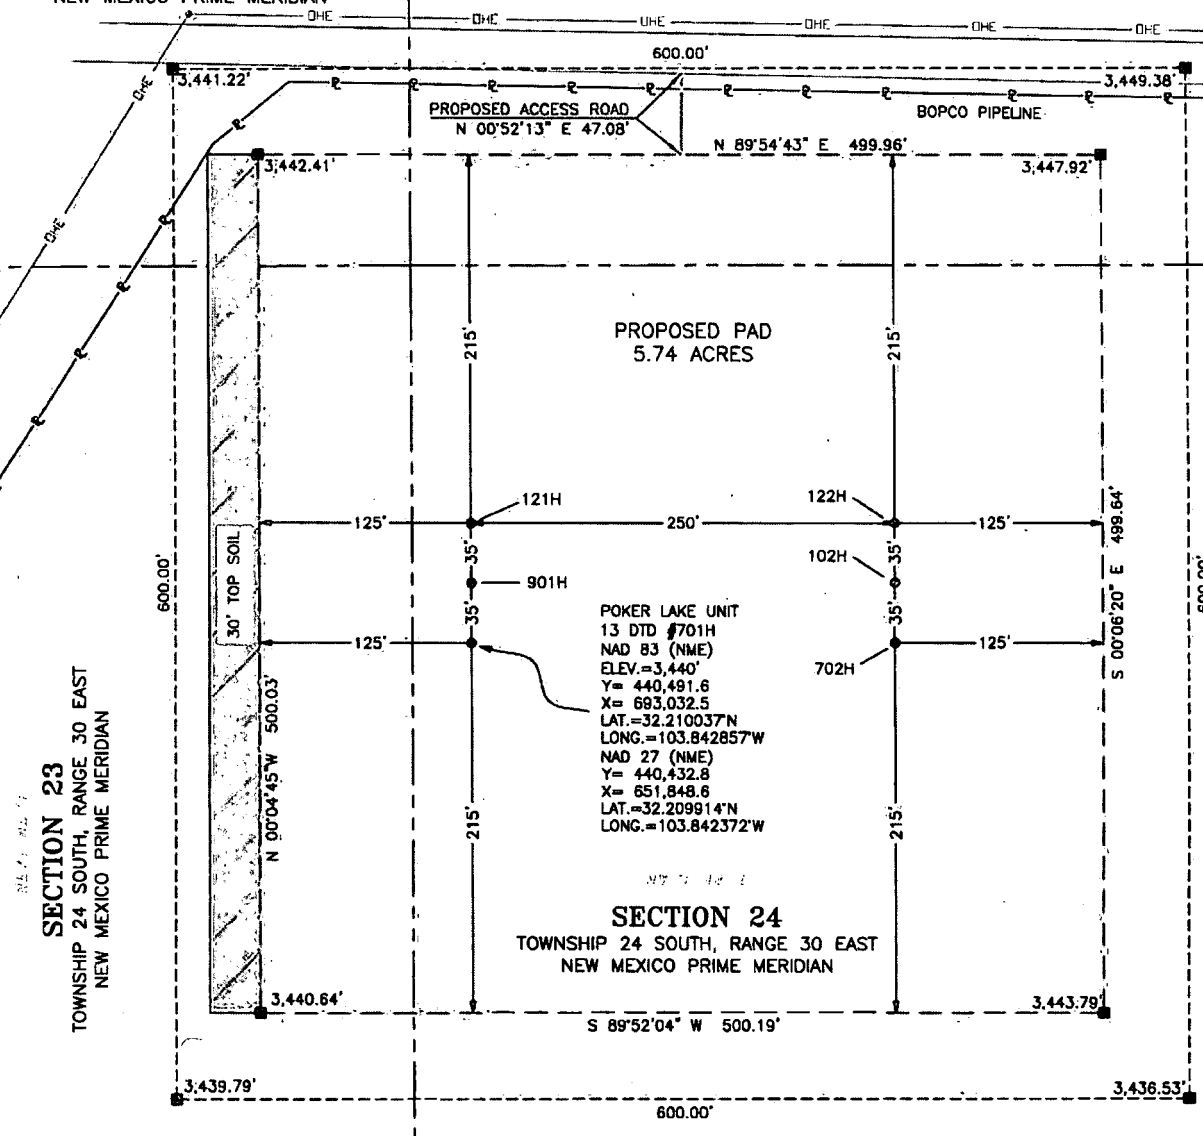 NEW MEXICO PRIME MERIDIAN
OHE
OHE
OHE
OHE
OHE
OHE
600.00'
3,441.22'
3,449.38'
OHE
PROPOSED ACCESS ROAD
N 00°52'13" E 47.08'
BOPCO PIPELINE
N 89°54'43" E 499.96'
3,442.41'
3,447.92'
OHE
PROPOSED PAD
5.74 ACRES
215'
215'
121H
122H
125'
250'
125'
S 00°06'20" E 499.64'
35'
35'
901H
102H
600.00'
600.00'
30' TOP SOIL
35'
35'
125'
125'
702H
POKER LAKE UNIT
13 DTD #701H
NAD 83 (NME)
ELEV.=3,440'
Y= 440,491.6
X= 693,032.5
LAT.=32.210037°N
LONG.=103.842857°W
NAD 27 (NME)
Y= 440,432.8
X= 651,848.6
LAT.=32.209914°N
LONG.=103.842372°W
N 00°04'45" W 500.03'
215'
215'
SECTION 23
TOWNSHIP 24 SOUTH, RANGE 30 EAST
NEW MEXICO PRIME MERIDIAN
SECTION 24
TOWNSHIP 24 SOUTH, RANGE 30 EAST
NEW MEXICO PRIME MERIDIAN
3,440.64'
3,443.79'
S 89°52'04" W 500.19'
3,439.79'
3,436.53'
600.00'